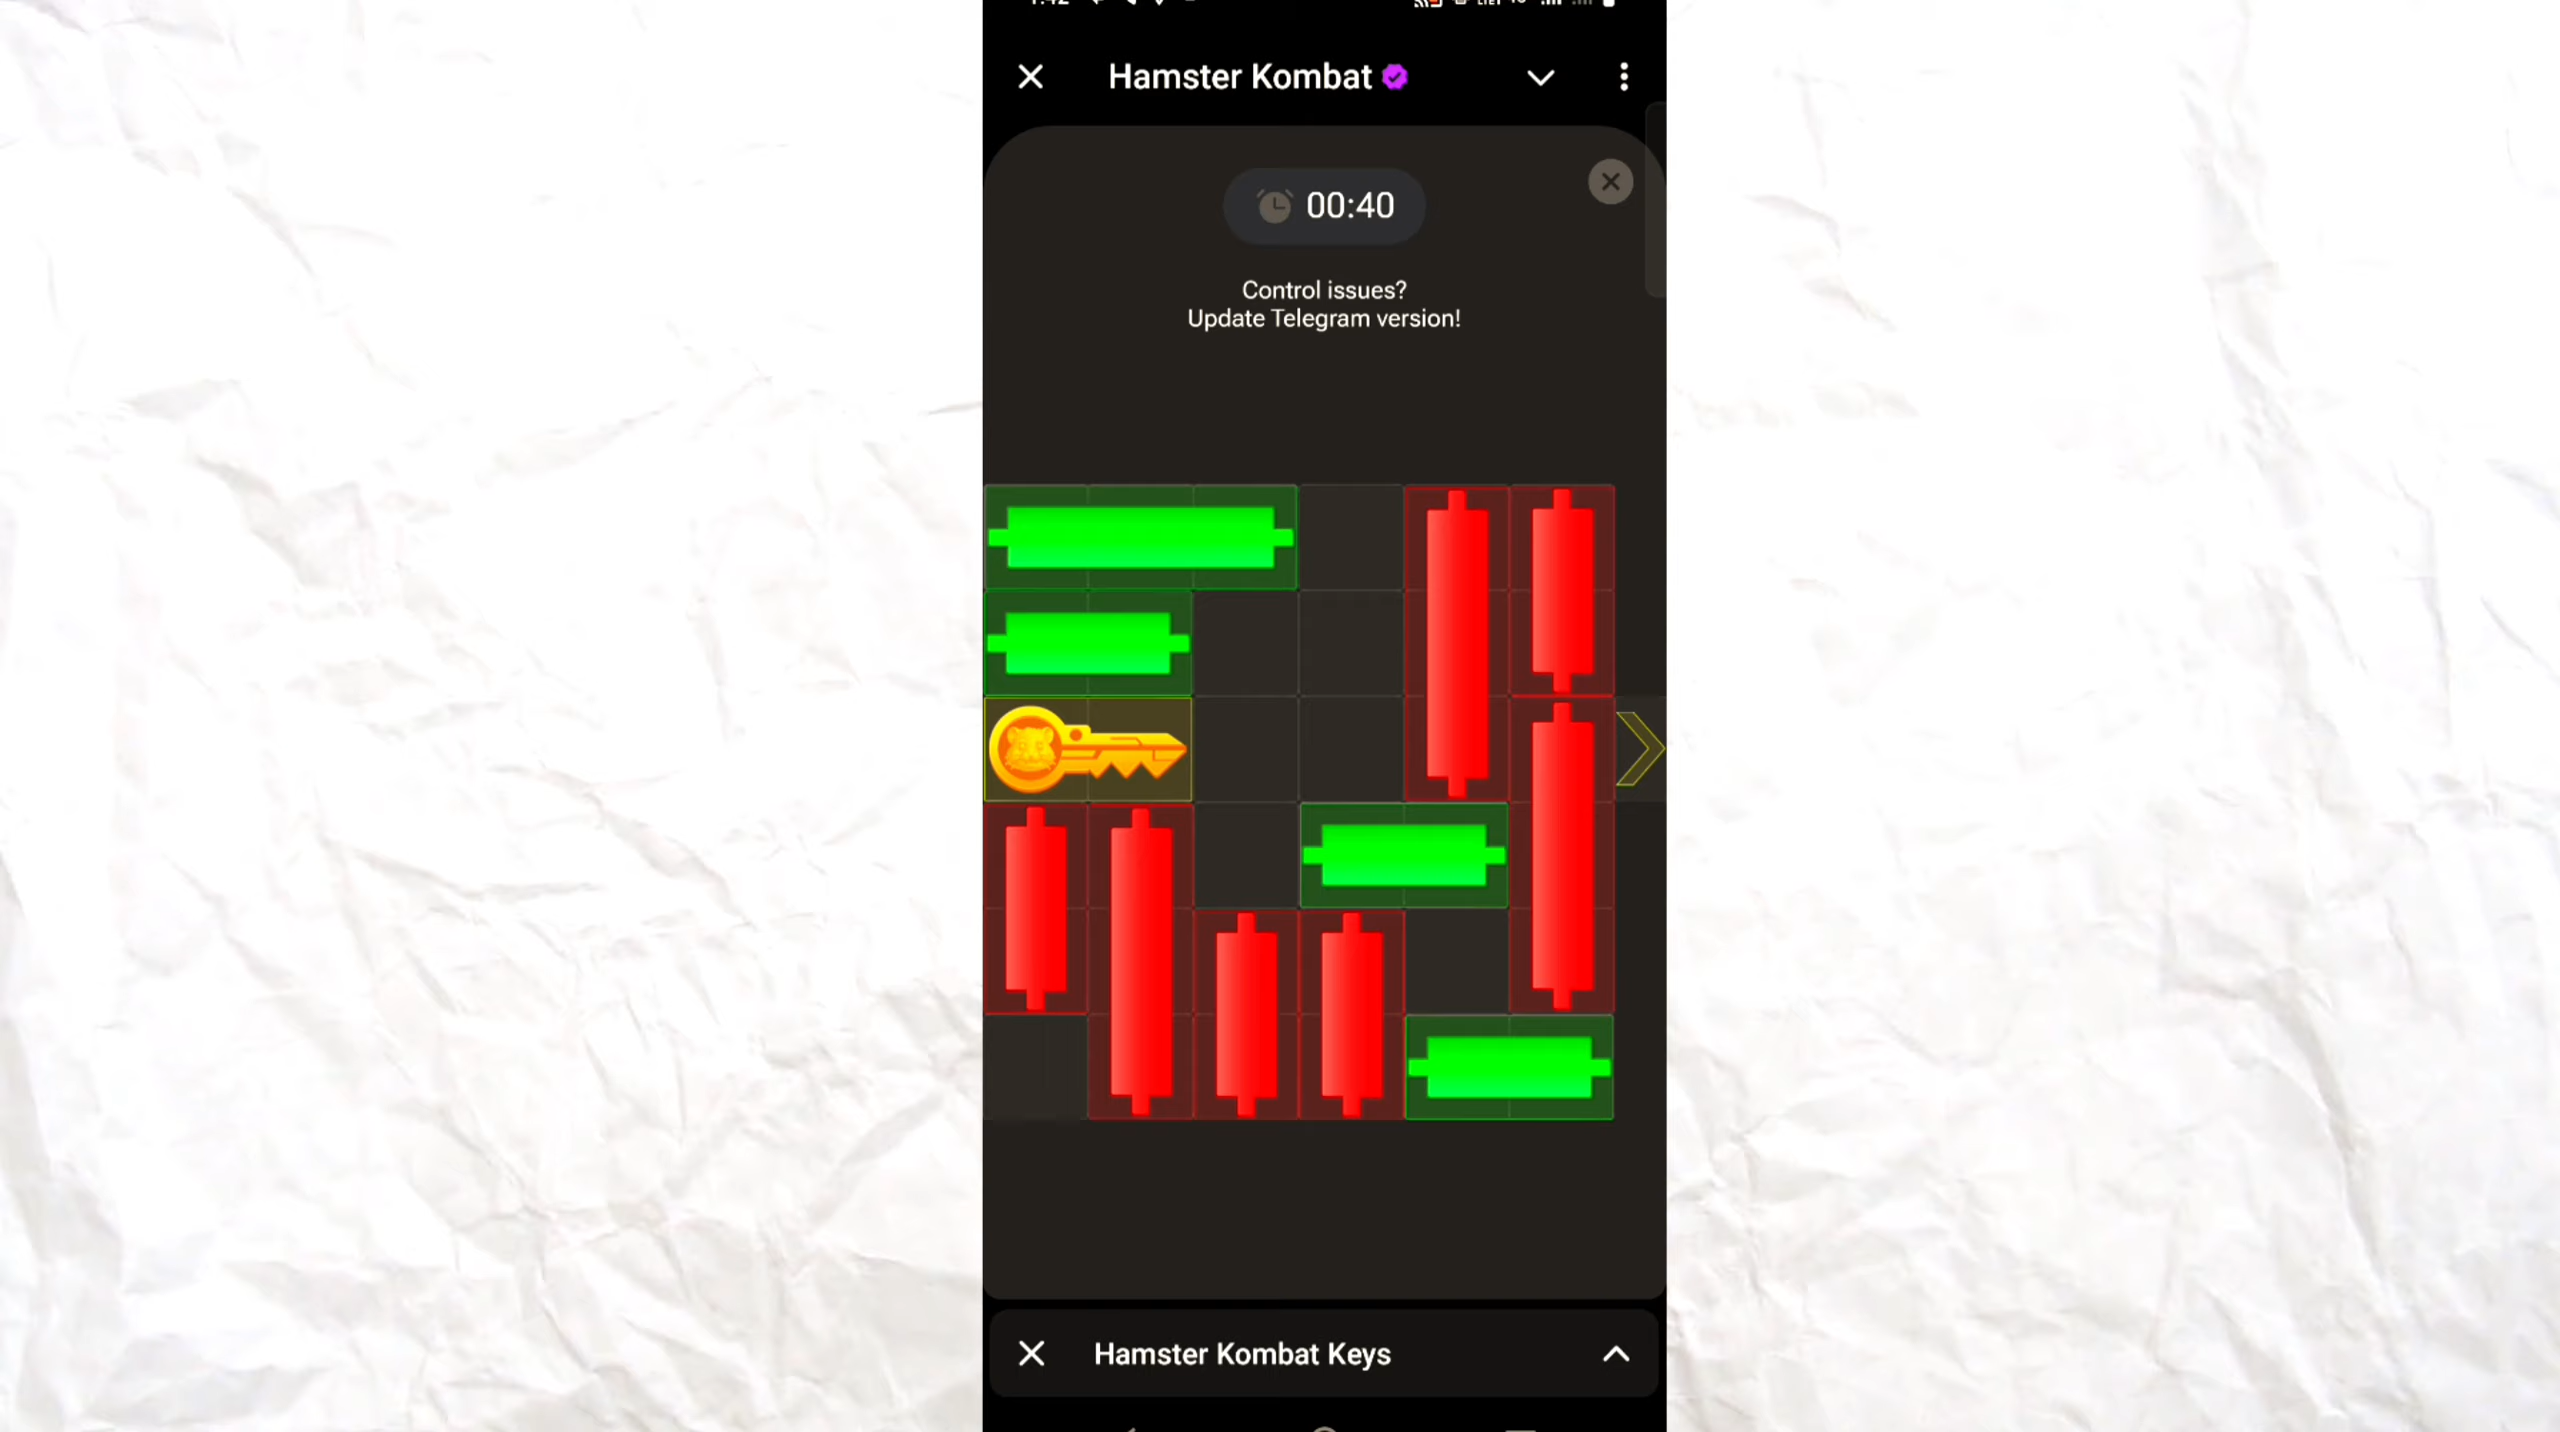 Hamster Kombat
00:40
Control issues?
Update Telegram version!
Hamster Kombat Keys